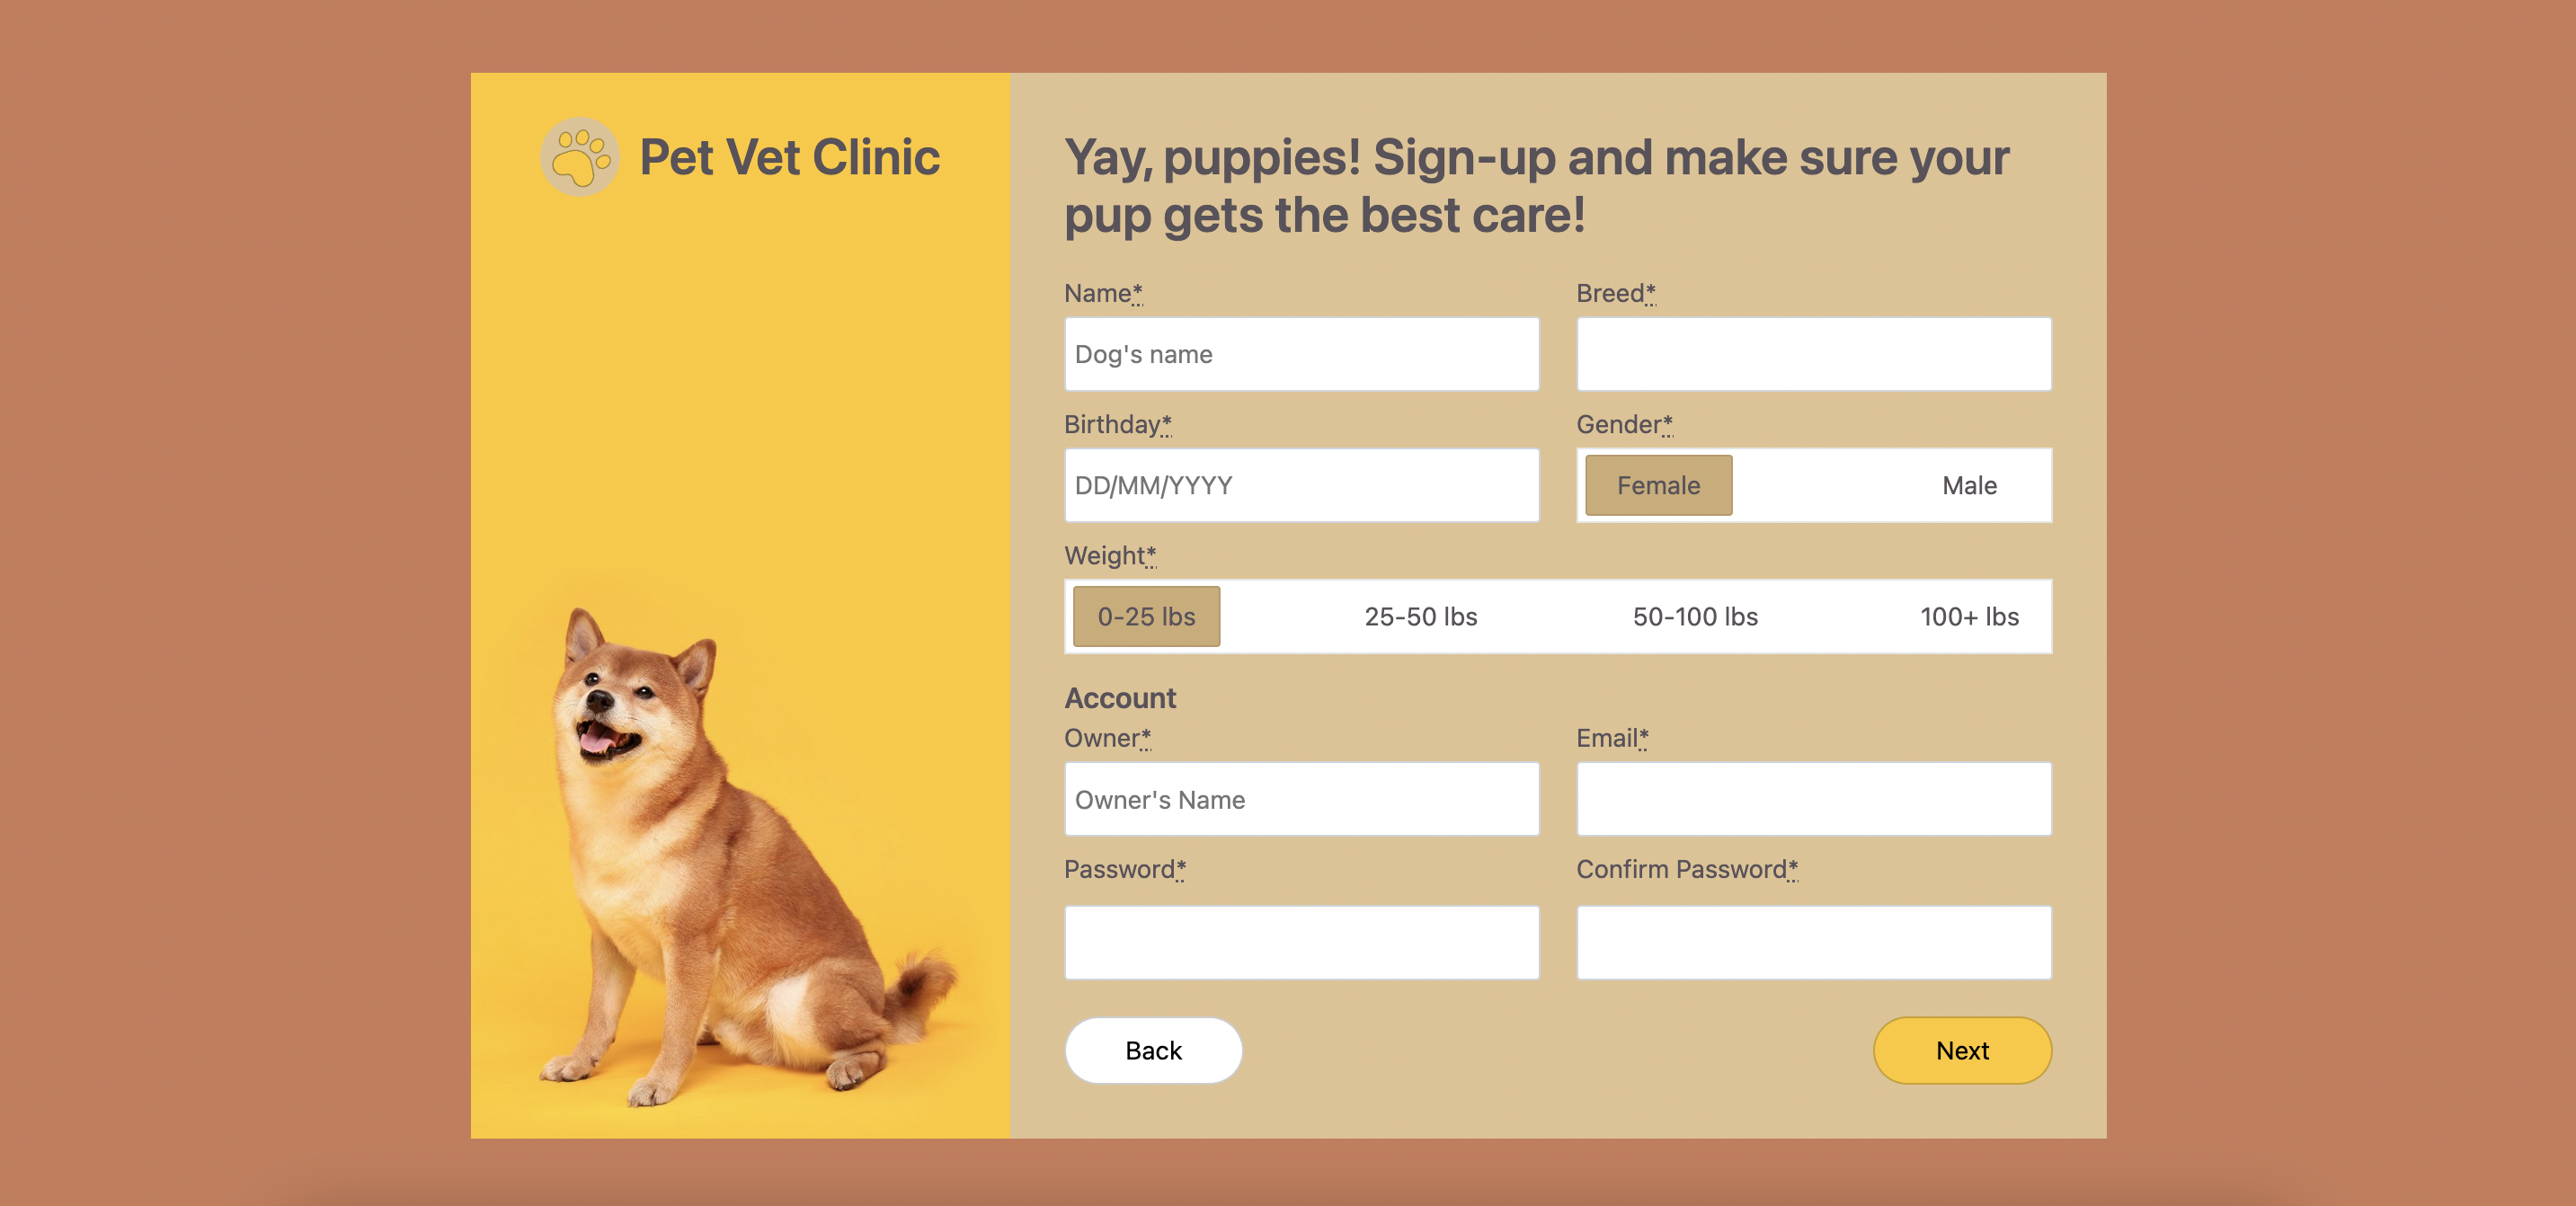 Pet Vet Clinic
Yay, puppies! Sign-up and make sure your
pup gets the best care!
Name*
Breed*
Dog's name
Birthday*
Gender*
DD/MM/YYYY
Female
Male
Weight*
0-25 lbs
25-50 lbs
50-100 lbs
100+ lbs
Account
Owner*
Email*
Owner's Name
Password*
Confirm Password*
Back
Next